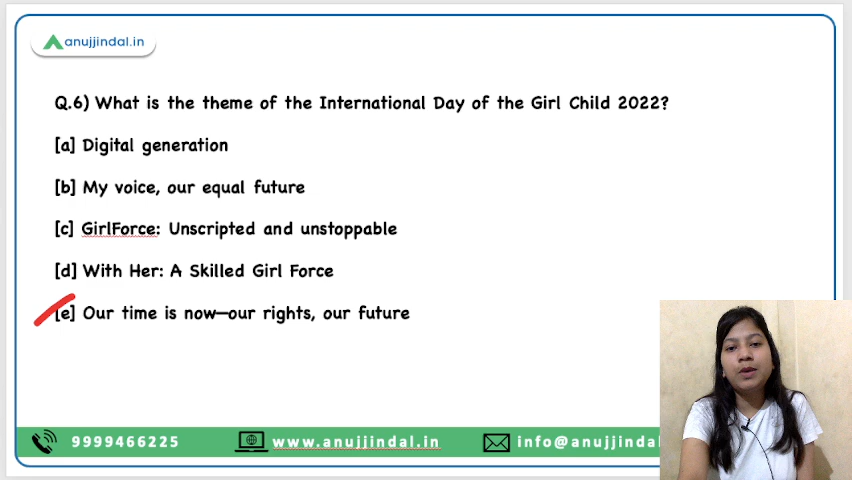 anujjindal.in
Q.6) What is the theme of the International Day of the Girl Child 2022?
[a] Digital generation
[b] My voice, our equal future
[c] GirlForce: Unscripted and unstoppable
[d] With Her: A Skilled Girl Force
[e] Our time is now—our rights, our future
9999466225 www.anujjindal.in info@anujjindal